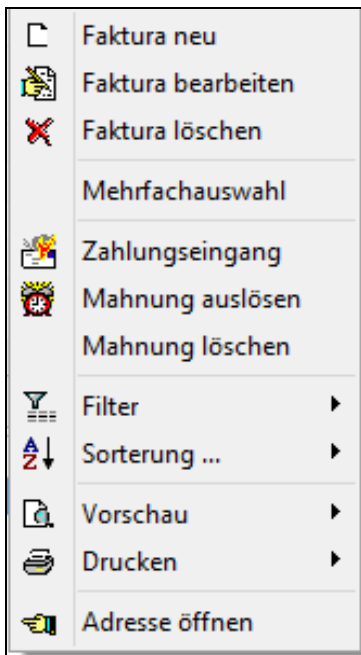 Faktura neu
Faktura bearbeiten
Faktura löschen
Mehrfachauswahl
Zahlungseingang
Mahnung auslösen
Mahnung löschen
Filter
Sorterung ...
Vorschau
Drucken
Adresse öffnen